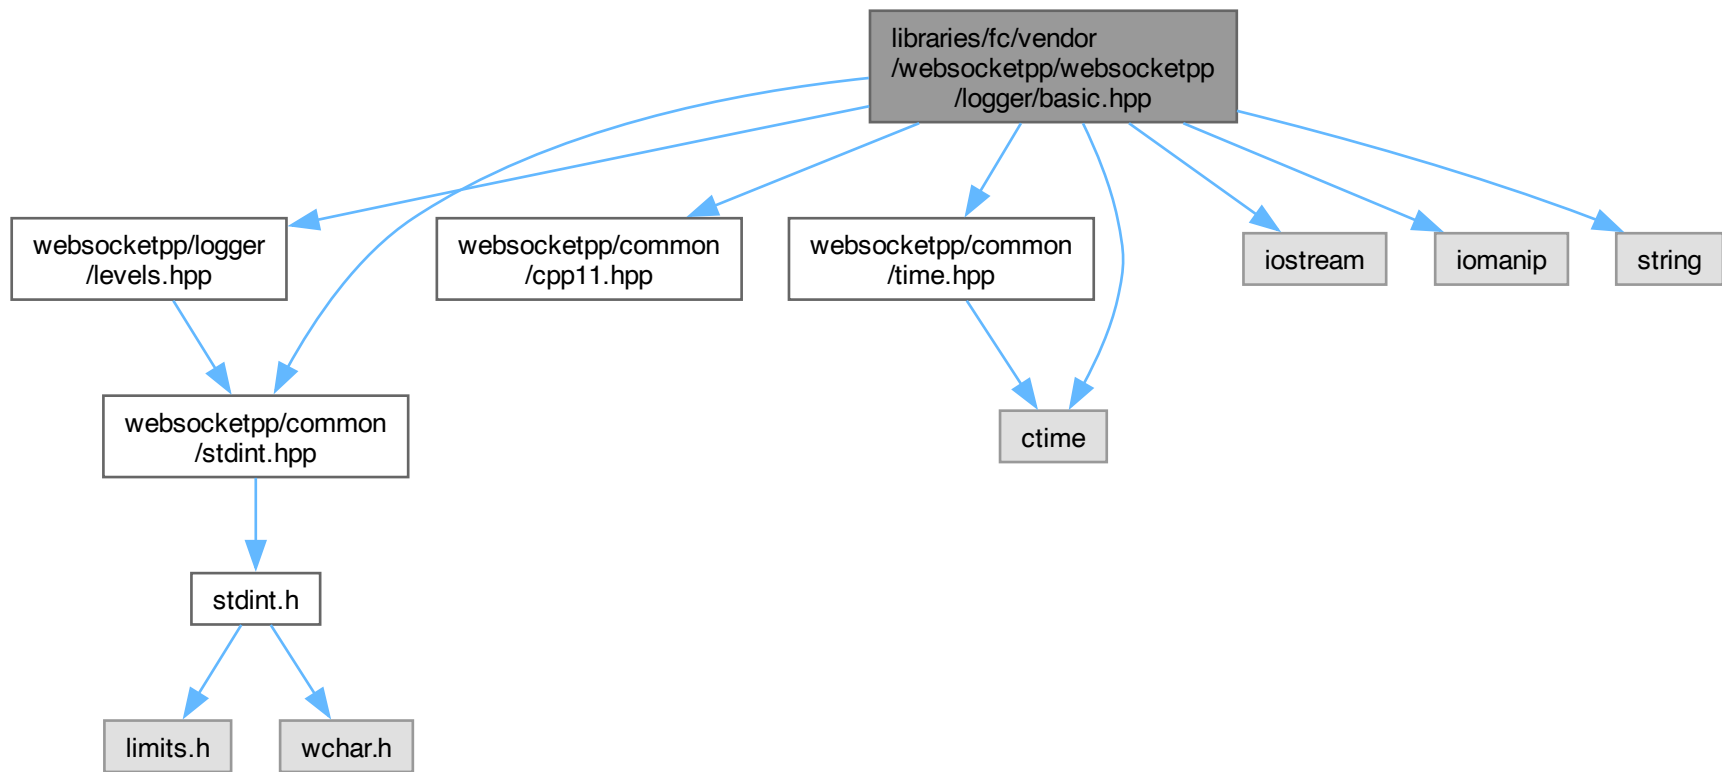 libraries/fc/vendor
/websocketpp/websocketpp
/logger/basic.hpp
websocketpp/logger
/levels.hpp
websocketpp/common
/cpp11.hpp
websocketpp/common
/time.hpp
iostream
iomanip
string
websocketpp/common
/stdint.hpp
ctime
stdint.h
limits.h
wchar.h